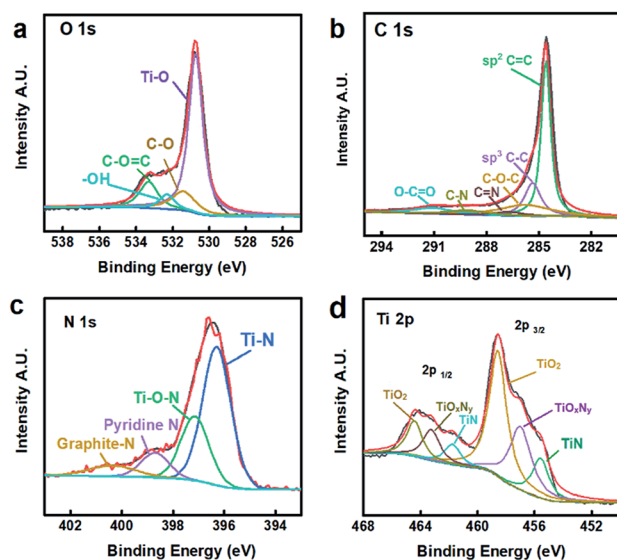 a
O 1s
Ti-O
C-O
C-O=C
-OH
Intensity A.U.
538 536 534 532 530 528 526
Binding Energy (eV)
b
C 1s
sp² C=C
sp³ C-C
C-O-C
C=N
C-N
O-C=O
Intensity A.U.
294 291 288 285 282
Binding Energy (eV)
c
N 1s
Ti-N
Ti-O-N
Pyridine N
Graphite-N
Intensity A.U.
402 400 398 396 394
Binding Energy (eV)
d
Ti 2p
2p 3/2
2p 1/2
TiO₂
TiO₂
TiOₓNᵧ
TiN
TiOₓNᵧ
TiN
Intensity A.U.
468 464 460 456 452
Binding Energy (eV)